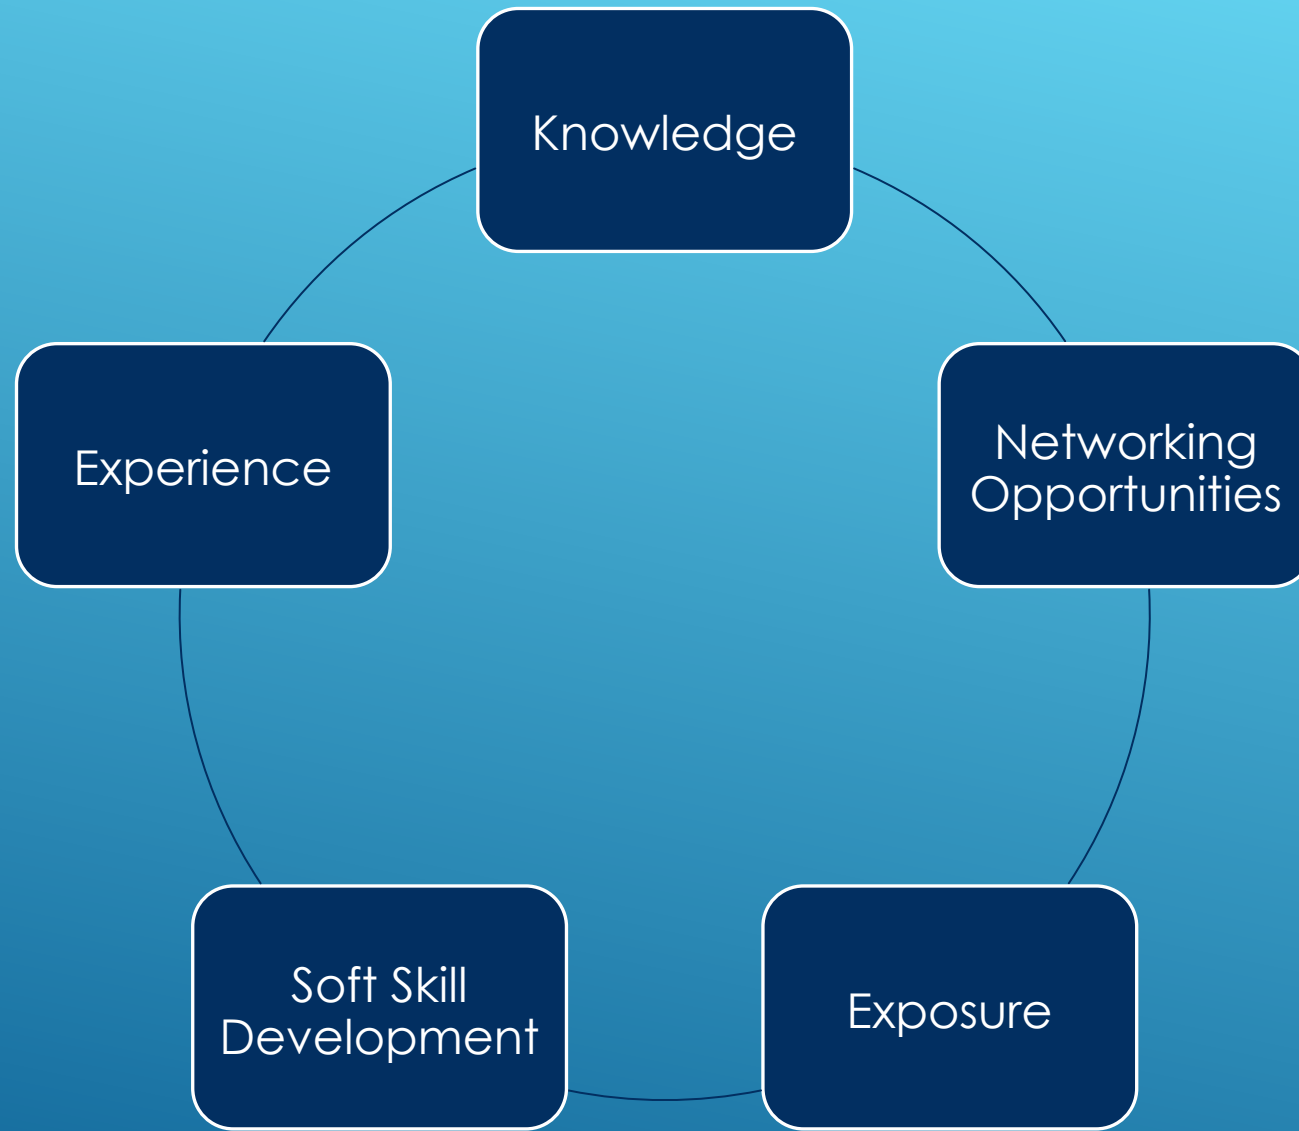 Knowledge
Networking
Opportunities
Exposure
Soft Skill
Development
Experience